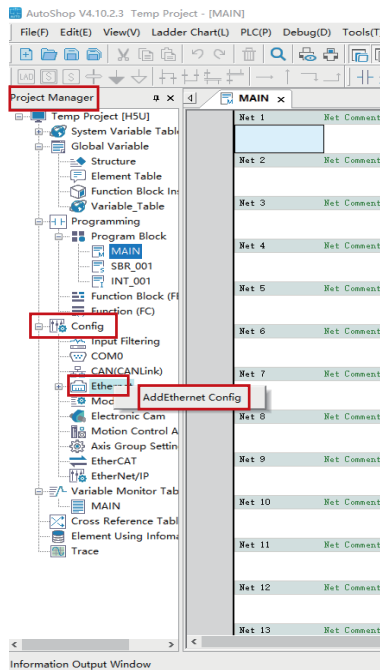 AutoShop V4.10.2.3 Temp Project - [MAIN]
File(F) Edit(E) View(V) Ladder Chart(L) PLC(P) Debug(D) Tools(T)
LAD S S
Project Manager
MAIN
Temp Project [H5U]
System Variable Table
Global Variable
Structure
Element Table
Function Block Ins
Variable_Table
Programming
Program Block
MAIN
SBR_001
INT_001
Function Block (FB
Function (FC)
Config
Input Filtering
COM0
CAN(CANLink)
Ethe
AddEthernet Config
Mod
Electronic Cam
Motion Control A
Axis Group Settin
EtherCAT
EtherNet/IP
Variable Monitor Tab
MAIN
Cross Reference Tabl
Element Using Infoma
Trace
Net 1 Net Comment
Net 2 Net Comment
Net 3 Net Comment
Net 4 Net Comment
Net 5 Net Comment
Net 6 Net Comment
Net 7 Net Comment
Net 8 Net Comment
Net 9 Net Comment
Net 10 Net Comment
Net 11 Net Comment
Net 12 Net Comment
Net 13 Net Comment
Information Output Window